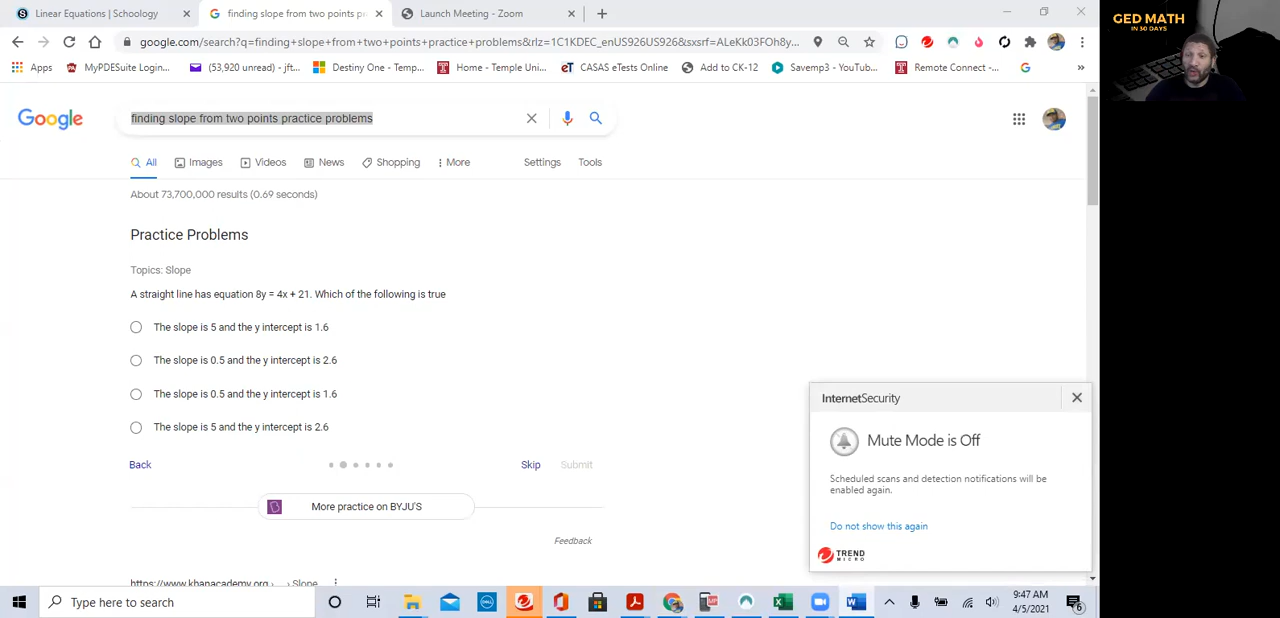 Linear Equations | Schoology
finding slope from two points p
Launch Meeting - Zoom
google.com/search?q=finding+slope+from+two+points+practice+problems&rlz=1C1KDEC_enUS926US926&sxsrf=ALeKk03FOh8y...
Apps
MyPDESuite Login...
(53,920 unread) - jft...
Destiny One - Temp...
Home | Temple Uni...
CASAS eTests Online
Add to CK-12
Savemp3 - YouTub...
Remote Connect -...
»
Google
finding slope from two points practice problems
All
Images
Videos
News
Shopping
More
Settings
Tools
About 73,700,000 results (0.69 seconds)
Practice Problems
Topics: Slope
A straight line has equation 8y = 4x + 21. Which of the following is true
The slope is 5 and the y intercept is 1.6
The slope is 0.5 and the y intercept is 2.6
The slope is 0.5 and the y intercept is 1.6
The slope is 5 and the y intercept is 2.6
Back
Skip
Submit
More practice on BYJU'S
Feedback
https://www.khanacademy.org › ... › Slope
InternetSecurity
Mute Mode is Off
Scheduled scans and detection notifications will be
enabled again.
Do not show this again
TREND
MICRO
GED MATH
IN 30 DAYS
Type here to search
9:47 AM
4/5/2021
6